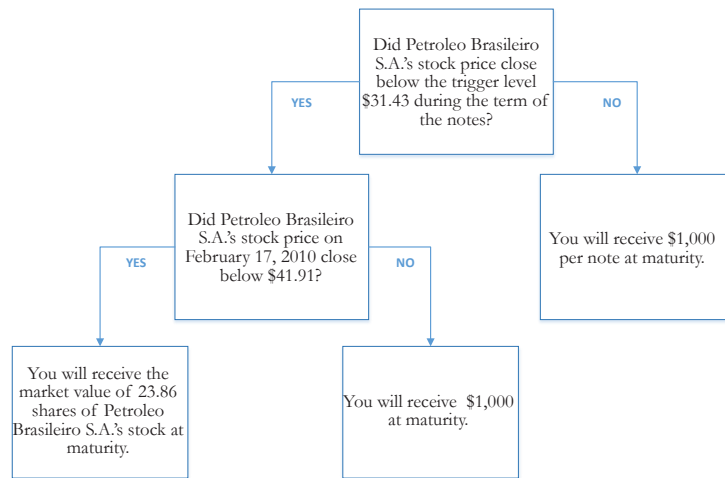 Did Petroleo Brasileiro
S.A.'s stock price close
below the trigger level
$31.43 during the term of
the notes?
YES
NO
Did Petroleo Brasileiro
S.A.'s stock price on
February 17, 2010 close
below $41.91?
You will receive $1,000
per note at maturity.
YES
NO
You will receive the
market value of 23.86
shares of Petroleo
Brasileiro S.A.'s stock at
maturity.
You will receive $1,000
at maturity.